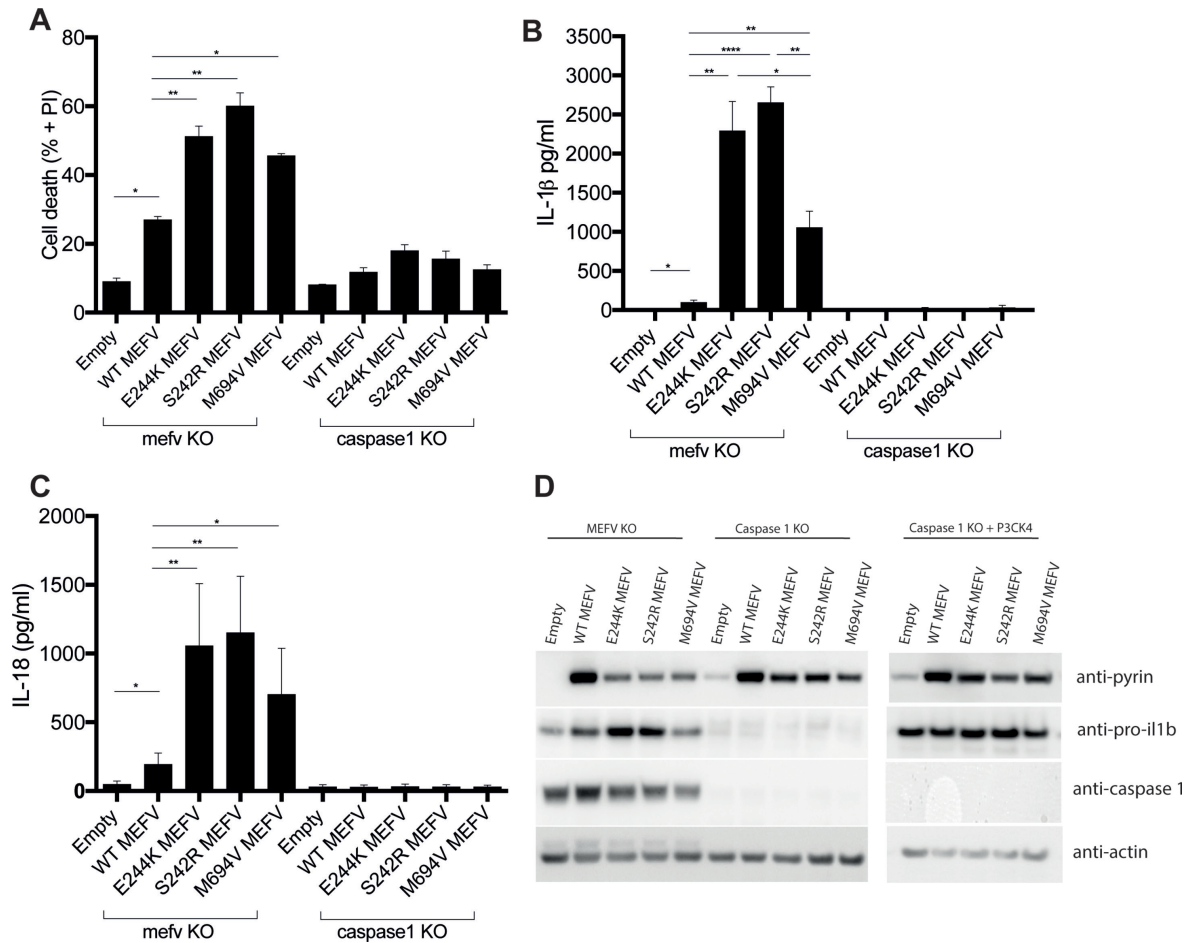 A
Cell death (% + PI)
80
60
40
20
0
*
**
**
*
Empty
WT MEFV
E244K MEFV
S242R MEFV
M694V MEFV
Empty
WT MEFV
E244K MEFV
S242R MEFV
M694V MEFV
mefv KO
caspase1 KO
B
IL-1β pg/ml
3500
3000
2500
2000
1500
1000
500
0
**
**** **
** *
*
Empty
WT MEFV
E244K MEFV
S242R MEFV
M694V MEFV
Empty
WT MEFV
E244K MEFV
S242R MEFV
M694V MEFV
mefv KO
caspase1 KO
C
IL-18 (pg/ml)
2000
1500
1000
500
0
*
**
**
*
Empty
WT MEFV
E244K MEFV
S242R MEFV
M694V MEFV
Empty
WT MEFV
E244K MEFV
S242R MEFV
M694V MEFV
mefv KO
caspase1 KO
D
MEFV KO
Caspase 1 KO
Caspase 1 KO + P3CK4
Empty
WT MEFV
E244K MEFV
S242R MEFV
M694V MEFV
Empty
WT MEFV
E244K MEFV
S242R MEFV
M694V MEFV
Empty
WT MEFV
E244K MEFV
S242R MEFV
M694V MEFV
anti-pyrin
anti-pro-il1b
anti-caspase 1
anti-actin